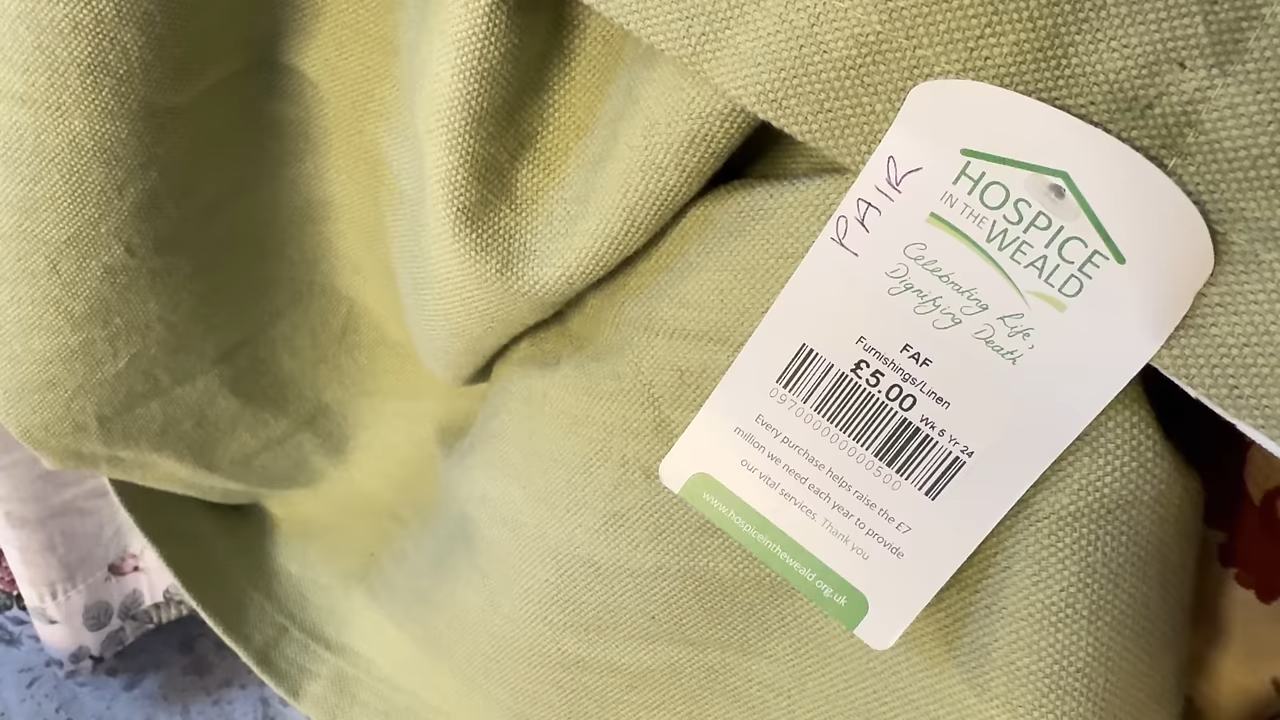 PAIR
HOSPICE
IN THE WEALD
Celebrating Life,
Dignifying Death
FAF
Furnishings/Linen
£5.00 Wk 6 Yr 24
0970000000000500
Every purchase helps raise the £7
million we need each year to provide
our vital services. Thank you
www.hospiceintheweald.org.uk